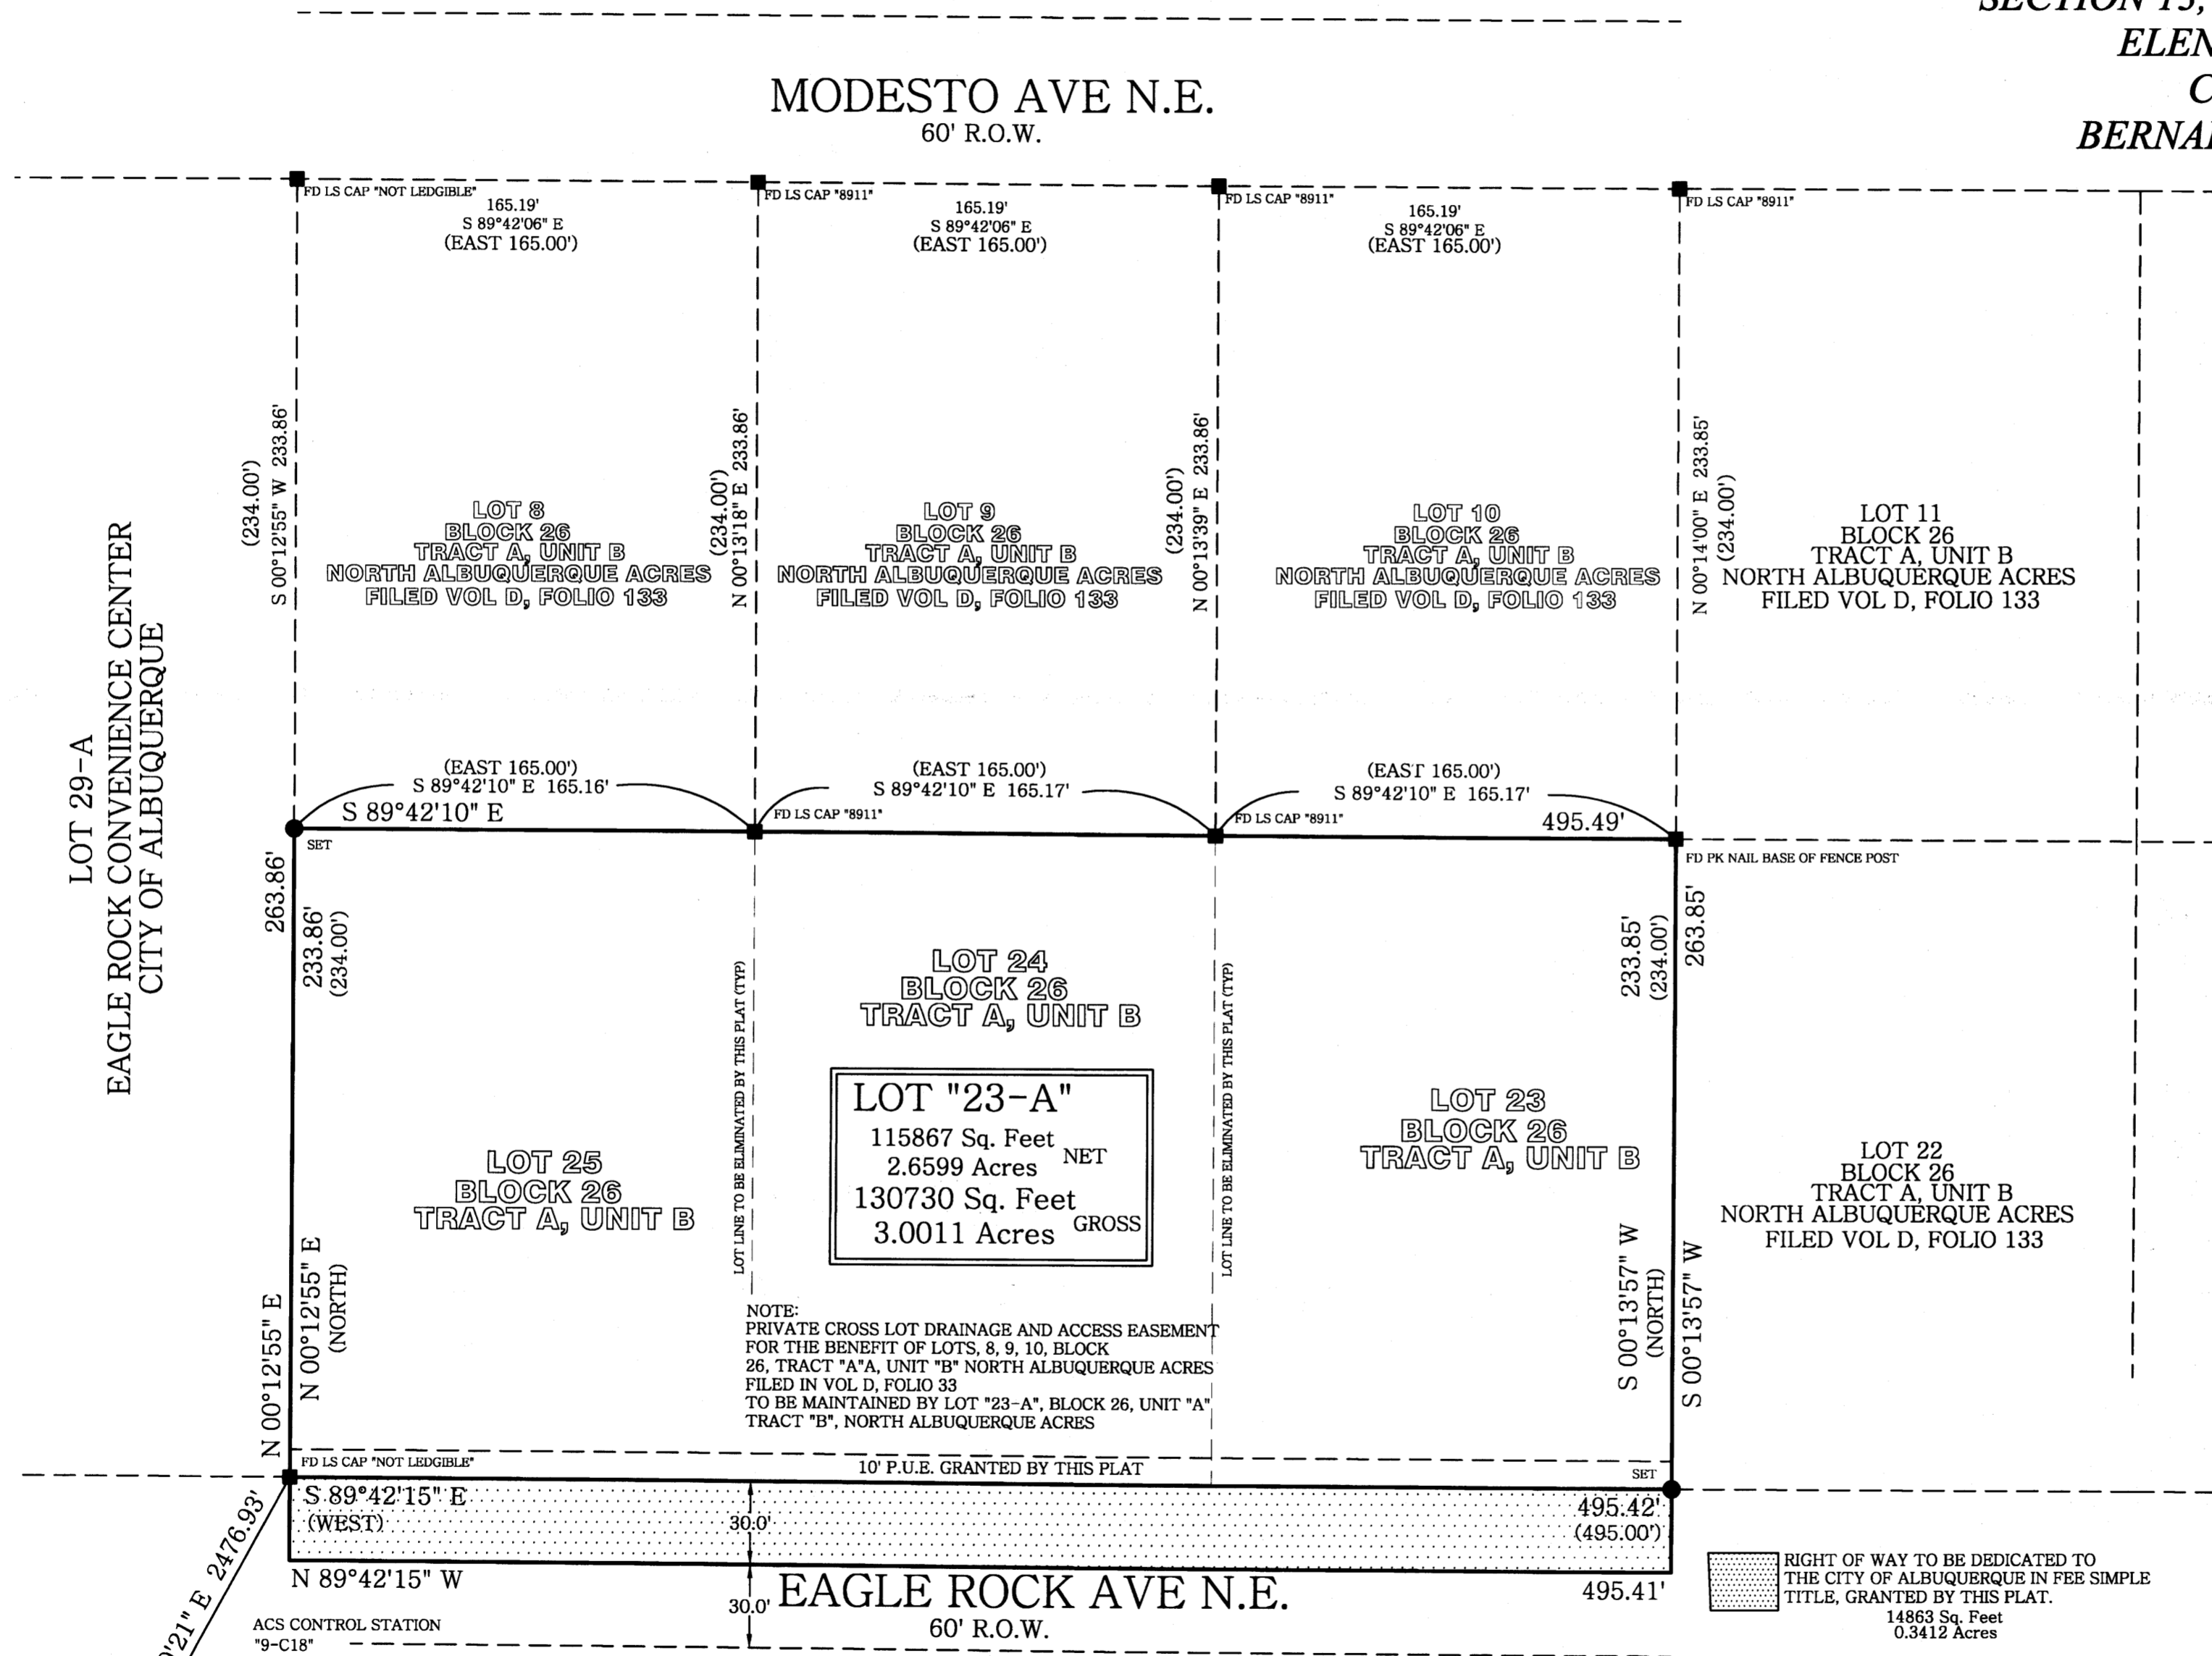 SECTION
ELEN
C
BERNAL
MODESTO AVE N.E.
60' R.O.W.
FD LS CAP "NOT LEDGIBLE"
165.19'
S 89°42'06" E
(EAST 165.00')
FD LS CAP "8911"
165.19'
S 89°42'06" E
(EAST 165.00')
FD LS CAP "8911"
165.19'
S 89°42'06" E
(EAST 165.00')
FD LS CAP "8911"
(234.00')
S 00°12'55" W 233.86'
LOT 8
BLOCK 26
TRACT A, UNIT B
NORTH ALBUQUERQUE ACRES
FILED VOL D, FOLIO 133
(234.00')
N 00°13'18" E 233.86'
LOT 9
BLOCK 26
TRACT A, UNIT B
NORTH ALBUQUERQUE ACRES
FILED VOL D, FOLIO 133
(234.00')
N 00°13'39" E 233.86'
LOT 10
BLOCK 26
TRACT A, UNIT B
NORTH ALBUQUERQUE ACRES
FILED VOL D, FOLIO 133
N 00°14'00" E 233.85'
(234.00')
LOT 11
BLOCK 26
TRACT A, UNIT B
NORTH ALBUQUERQUE ACRES
FILED VOL D, FOLIO 133
LOT 29-A
EAGLE ROCK CONVENIENCE CENTER
CITY OF ALBUQUERQUE
(EAST 165.00')
S 89°42'10" E 165.16'
(EAST 165.00')
S 89°42'10" E 165.17'
(EAST 165.00')
S 89°42'10" E 165.17'
S 89°42'10" E
495.49'
FD LS CAP "8911"
FD LS CAP "8911"
SET
FD PK NAIL BASE OF FENCE POST
263.86'
233.86'
(234.00')
233.85'
(234.00')
263.85'
LOT 24
BLOCK 26
TRACT A, UNIT B
LOT LINE TO BE ELIMINATED BY THIS PLAT (TYP)
LOT LINE TO BE ELIMINATED BY THIS PLAT (TYP)
LOT "23-A"
115867 Sq. Feet
2.6599 Acres NET
130730 Sq. Feet
3.0011 Acres GROSS
LOT 25
BLOCK 26
TRACT A, UNIT B
LOT 23
BLOCK 26
TRACT A, UNIT B
LOT 22
BLOCK 26
TRACT A, UNIT B
NORTH ALBUQUERQUE ACRES
FILED VOL D, FOLIO 133
N 00°12'55" E
N 00°12'55" E
(NORTH)
S 00°13'57" W
(NORTH)
S 00°13'57" W
NOTE:
PRIVATE CROSS LOT DRAINAGE AND ACCESS EASEMENT
FOR THE BENEFIT OF LOTS, 8, 9, 10, BLOCK
26, TRACT "A"A, UNIT "B" NORTH ALBUQUERQUE ACRES
FILED IN VOL D, FOLIO 33
TO BE MAINTAINED BY LOT "23-A", BLOCK 26, UNIT "A"
TRACT "B", NORTH ALBUQUERQUE ACRES
FD LS CAP "NOT LEDGIBLE"
10' P.U.E. GRANTED BY THIS PLAT
SET
S 89°42'15" E
(WEST)
30.0'
495.42'
(495.00')
N 89°42'15" W
495.41'
30.0'
EAGLE ROCK AVE N.E.
60' R.O.W.
'21" E 2476.93'
ACS CONTROL STATION
"9-C18"
RIGHT OF WAY TO BE DEDICATED TO
THE CITY OF ALBUQUERQUE IN FEE SIMPLE
TITLE, GRANTED BY THIS PLAT.
14863 Sq. Feet
0.3412 Acres